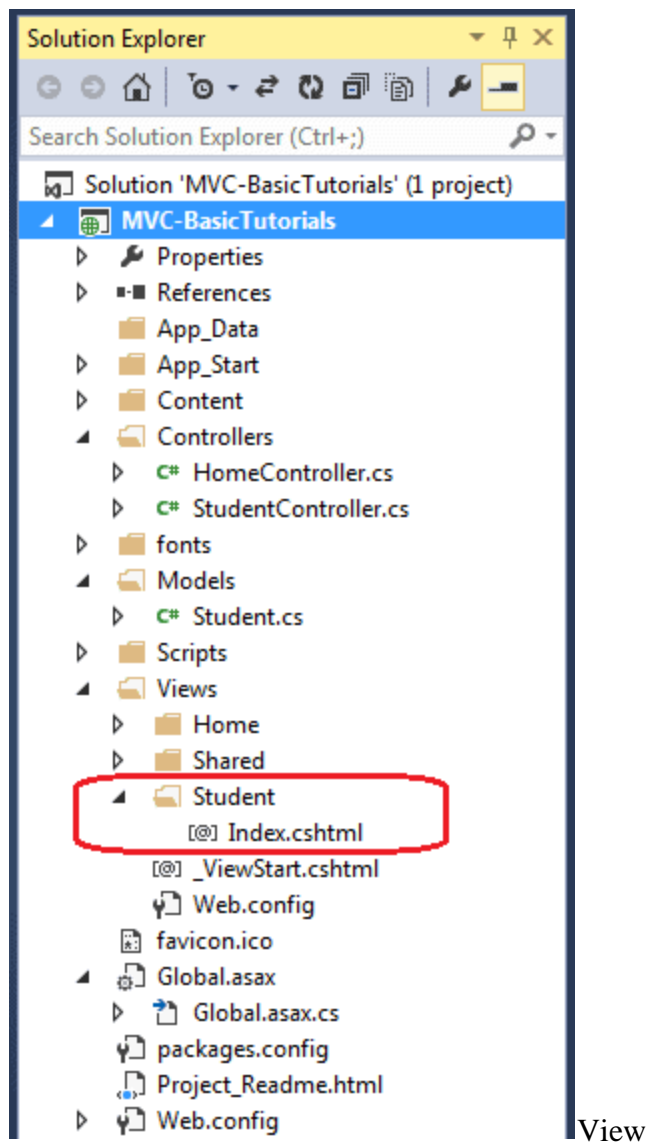 Solution Explorer
Search Solution Explorer (Ctrl+;)
Solution 'MVC-BasicTutorials' (1 project)
MVC-BasicTutorials
Properties
References
App_Data
App_Start
Content
Controllers
C# HomeController.cs
C# StudentController.cs
fonts
Models
C# Student.cs
Scripts
Views
Home
Shared
Student
[@] Index.cshtml
[@] _ViewStart.cshtml
Web.config
favicon.ico
Global.asax
Global.asax.cs
packages.config
Project_Readme.html
Web.config
View